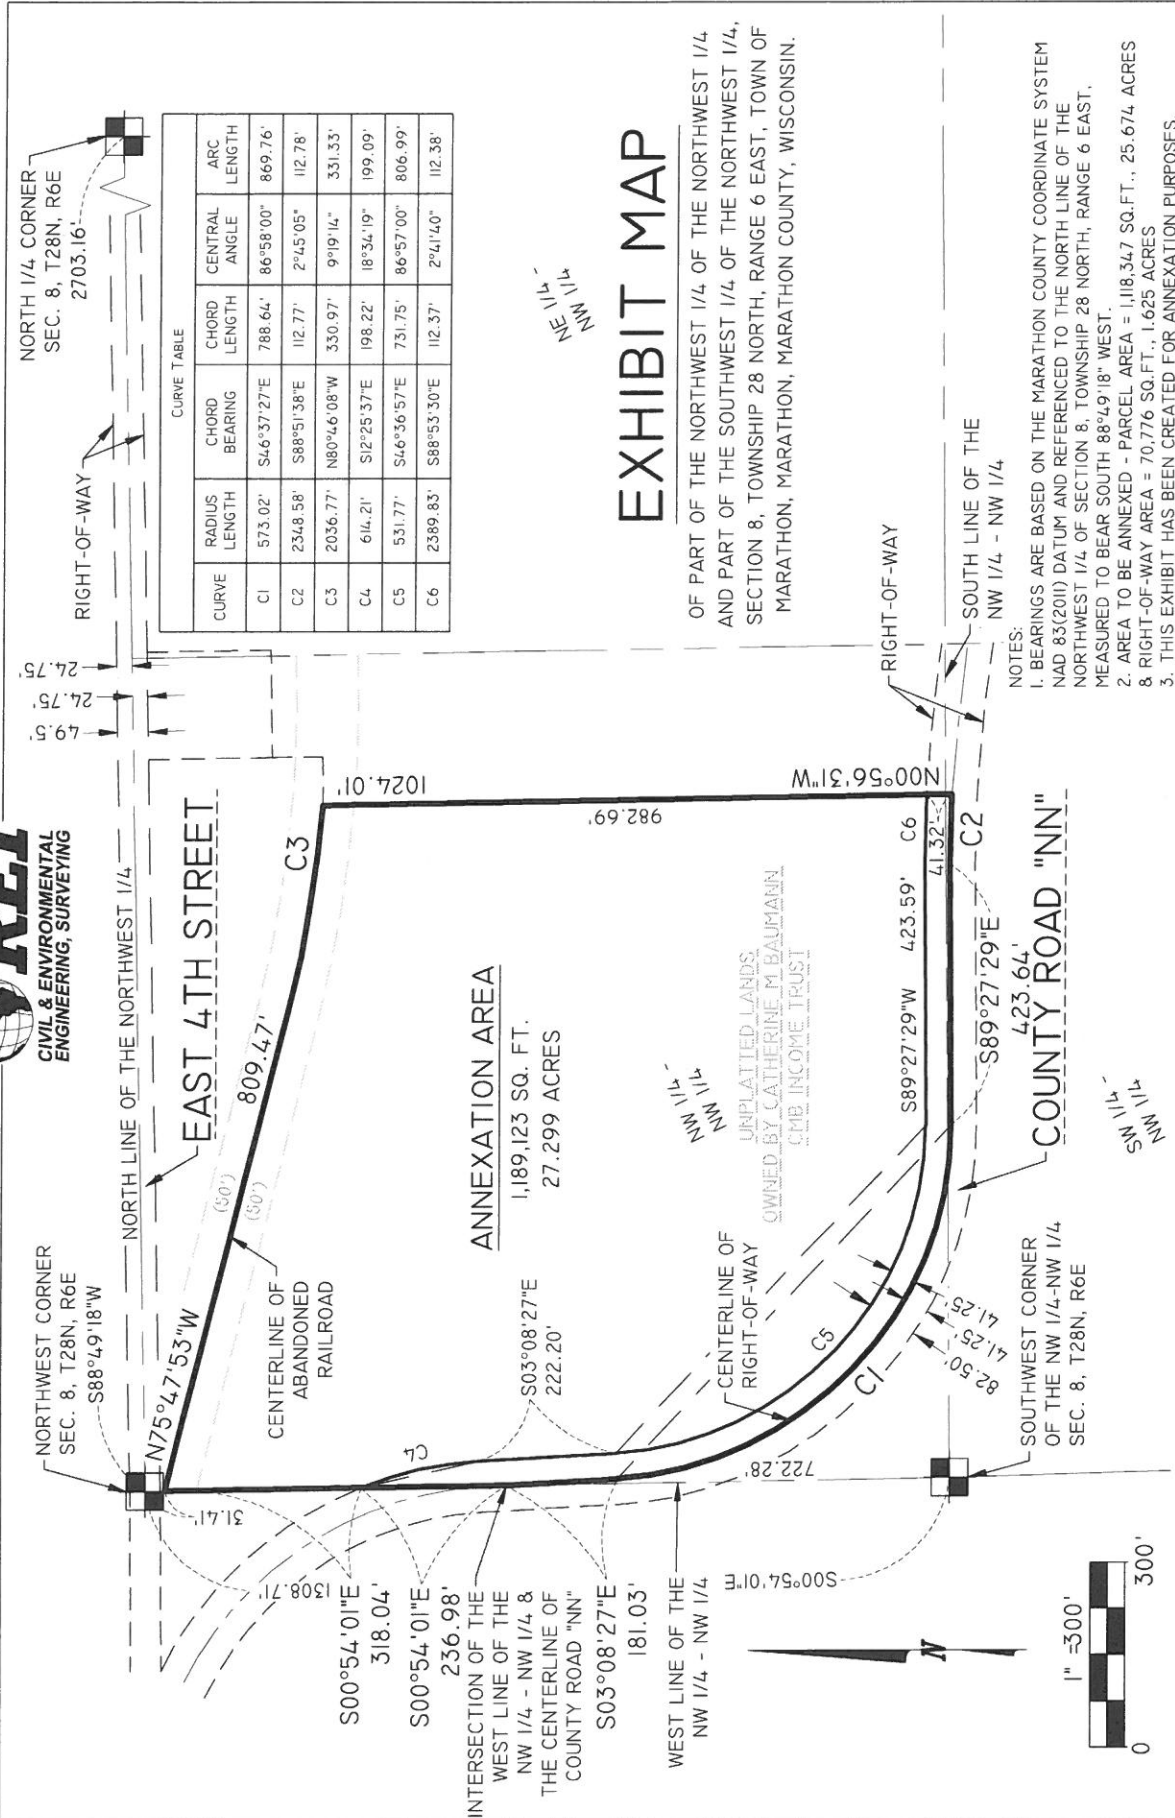 REI
CIVIL & ENVIRONMENTAL
ENGINEERING, SURVEYING
NORTHWEST CORNER
SEC. 8, T28N, R6E
S88°49'18"W
NORTH LINE OF THE NORTHWEST 1/4
49.5'
24.75'
24.75'
RIGHT-OF-WAY
NORTH 1/4 CORNER
SEC. 8, T28N, R6E
2703.16'
EAST 4TH STREET
N75°47'53"W
809.47'
C3
(50')
(50')
31.41'
1308.71'
CENTERLINE OF
ABANDONED
RAILROAD
CURVE TABLE
CURVE RADIUS LENGTH CHORD BEARING CHORD LENGTH CENTRAL ANGLE ARC LENGTH
C1 573.02' S46°37'27"E 788.64' 86°58'00" 869.76'
C2 2348.58' S88°51'38"E 112.77' 2°45'05" 112.78'
C3 2036.77' N80°46'08"W 330.97' 9°19'14" 331.33'
C4 614.21' S12°25'37"E 198.22' 18°34'19" 199.09'
C5 531.77' S46°36'57"E 731.75' 86°57'00" 806.99'
C6 2389.83' S88°53'30"E 112.37' 2°41'40" 112.38'
NE 1/4 -
NW 1/4
ANNEXATION AREA
1,189,123 SQ. FT.
27.299 ACRES
1024.01'
982.69'
N00°56'31"W
S00°54'01"E
318.04'
S00°54'01"E
236.98'
INTERSECTION OF THE
WEST LINE OF THE
NW 1/4 - NW 1/4 &
THE CENTERLINE OF
COUNTY ROAD "NN"
S03°08'27"E
181.03'
WEST LINE OF THE
NW 1/4 - NW 1/4
C4
S03°08'27"E
222.20'
NW 1/4 -
NW 1/4
UNPLATTED LANDS
OWNED BY CATHERINE M BAUMANN
CMB INCOME TRUST
CENTERLINE OF
RIGHT-OF-WAY
C5
C1
722.28'
S00°54'01"E
41.25'
41.25'
82.50'
S89°27'29"W 423.59' C6
41.32'
C2
S89°27'29"E
423.64'
COUNTY ROAD "NN"
SOUTHWEST CORNER
OF THE NW 1/4-NW 1/4
SEC. 8, T28N, R6E
SW 1/4 -
NW 1/4
EXHIBIT MAP
OF PART OF THE NORTHWEST 1/4 OF THE NORTHWEST 1/4
AND PART OF THE SOUTHWEST 1/4 OF THE NORTHWEST 1/4,
SECTION 8, TOWNSHIP 28 NORTH, RANGE 6 EAST, TOWN OF
MARATHON, MARATHON, MARATHON COUNTY, WISCONSIN.
RIGHT-OF-WAY
SOUTH LINE OF THE
NW 1/4 - NW 1/4
N
1" =300'
0 300'
NOTES:
1. BEARINGS ARE BASED ON THE MARATHON COUNTY COORDINATE SYSTEM
NAD 83(2011) DATUM AND REFERENCED TO THE NORTH LINE OF THE
NORTHWEST 1/4 OF SECTION 8, TOWNSHIP 28 NORTH, RANGE 6 EAST,
MEASURED TO BEAR SOUTH 88°49'18" WEST.
2. AREA TO BE ANNEXED - PARCEL AREA = 1,118,347 SQ.FT., 25.674 ACRES
& RIGHT-OF-WAY AREA = 70,776 SQ.FT., 1.625 ACRES
3. THIS EXHIBIT HAS BEEN CREATED FOR ANNEXATION PURPOSES